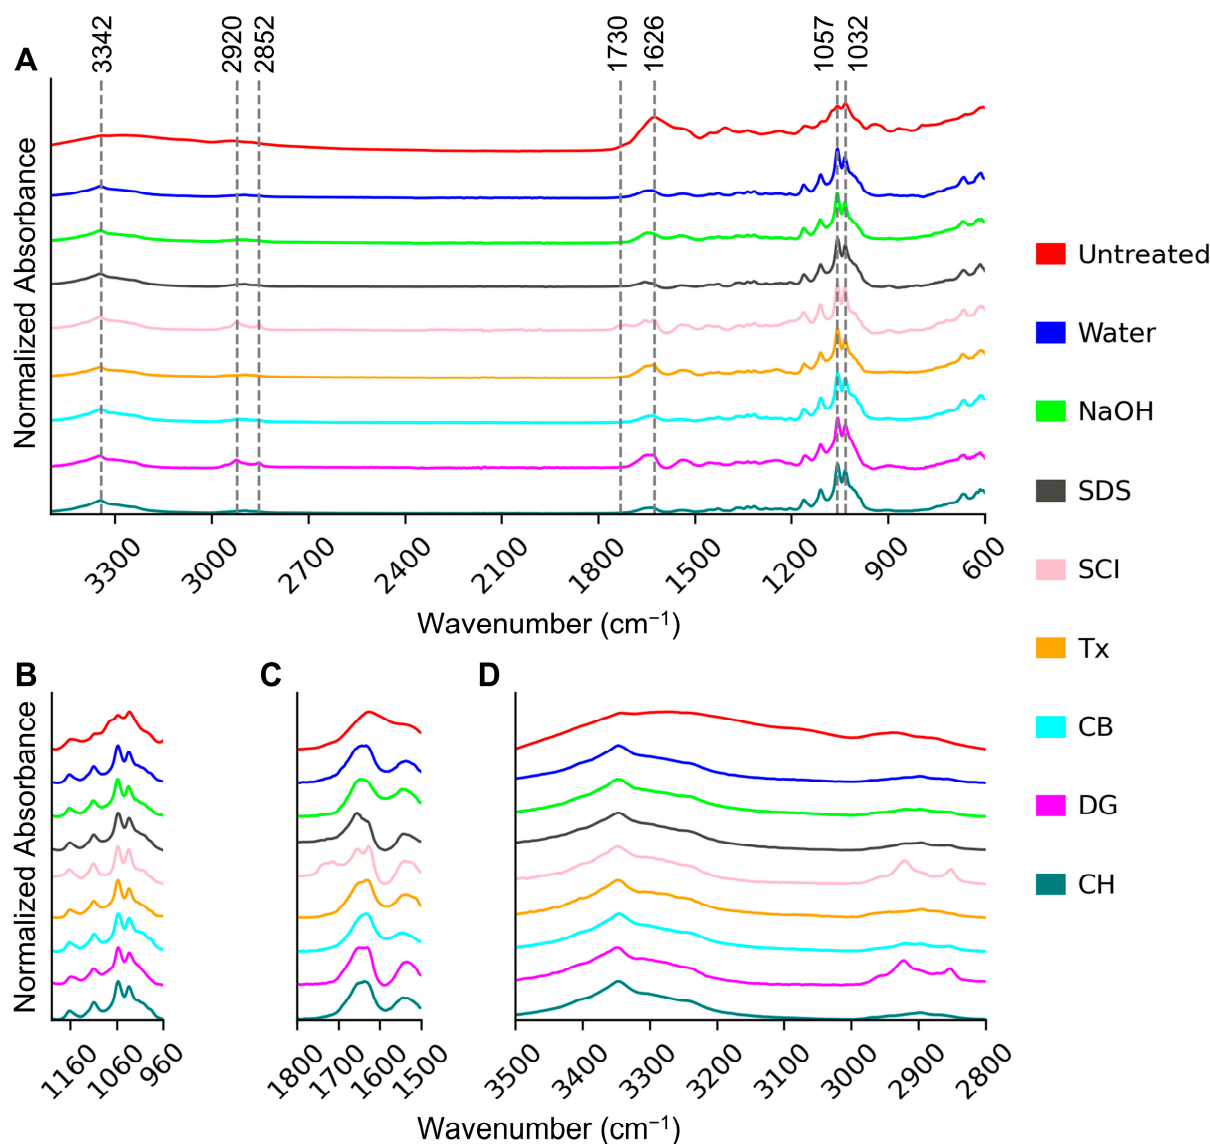 3342
2920
2852
1730
1626
1057
1032
A
Normalized Absorbance
3300
3000
2700
2400
2100
1800
1500
1200
900
600
Wavenumber (cm⁻¹)
Untreated
Water
NaOH
SDS
SCI
Tx
CB
DG
CH
B
C
D
Normalized Absorbance
1160
1060
960
1800
1700
1600
1500
3500
3400
3300
3200
3100
3000
2900
2800
Wavenumber (cm⁻¹)